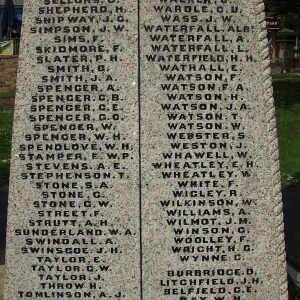 SHEPHERD, H.
SHIPWAY, J.C.
SIMPSON, J.W.
SIMS, F.
SKIDMORE, F.
SLATER, P.H.
SMITH, G.
SMITH, J.A.
SPENCER, A.
SPENCER, C.B.
SPENCER, G.E.
SPENCER, G.C.
SPENCER, W.
SPENCER, W.H.
SPENDLOVE, W.H.
STAMPER, E.W.P.
STEVENS, A.E.
STEPHENSON, T.
STONE, S.A.
STONE, G.
STONE, G.W.
STREET, F.
STRUTT, A.H.
SUNDERLAND, W.A.
SWINDALL, A.
SWINSCOE, J.H.
TAYLOR, E.
TAYLOR, G.W.
TAYLOR, J.
THROW, H.
TOMLINSON, A.J.
WARDLE, C.U.
WASS, J.W.
WATERFALL,
WATERFALL, A.
WATERFALL, L.
WATERFIELD, H.H.
WATHALL, E.
WATSON, F.
WATSON, F.A.
WATSON, H.
WATSON, J.A.
WATSON, T.
WATSON, W.
WEBSTER, S.
WESTON, J.
WHAWELL, W.
WHEATLEY, E.H.
WHEATLEY, W.
WHITE, F.
WIGLEY, R.
WILKINSON, W.
WILLIAMS, A.
WILMOT, J.M.
WINSON, C.
WOOLLEY, J.
WRIGHT, H.G.
WYNNE, C.
BURBRIDGE, D.
LITCHFIELD, J.H.
BELFIELD, C.E.